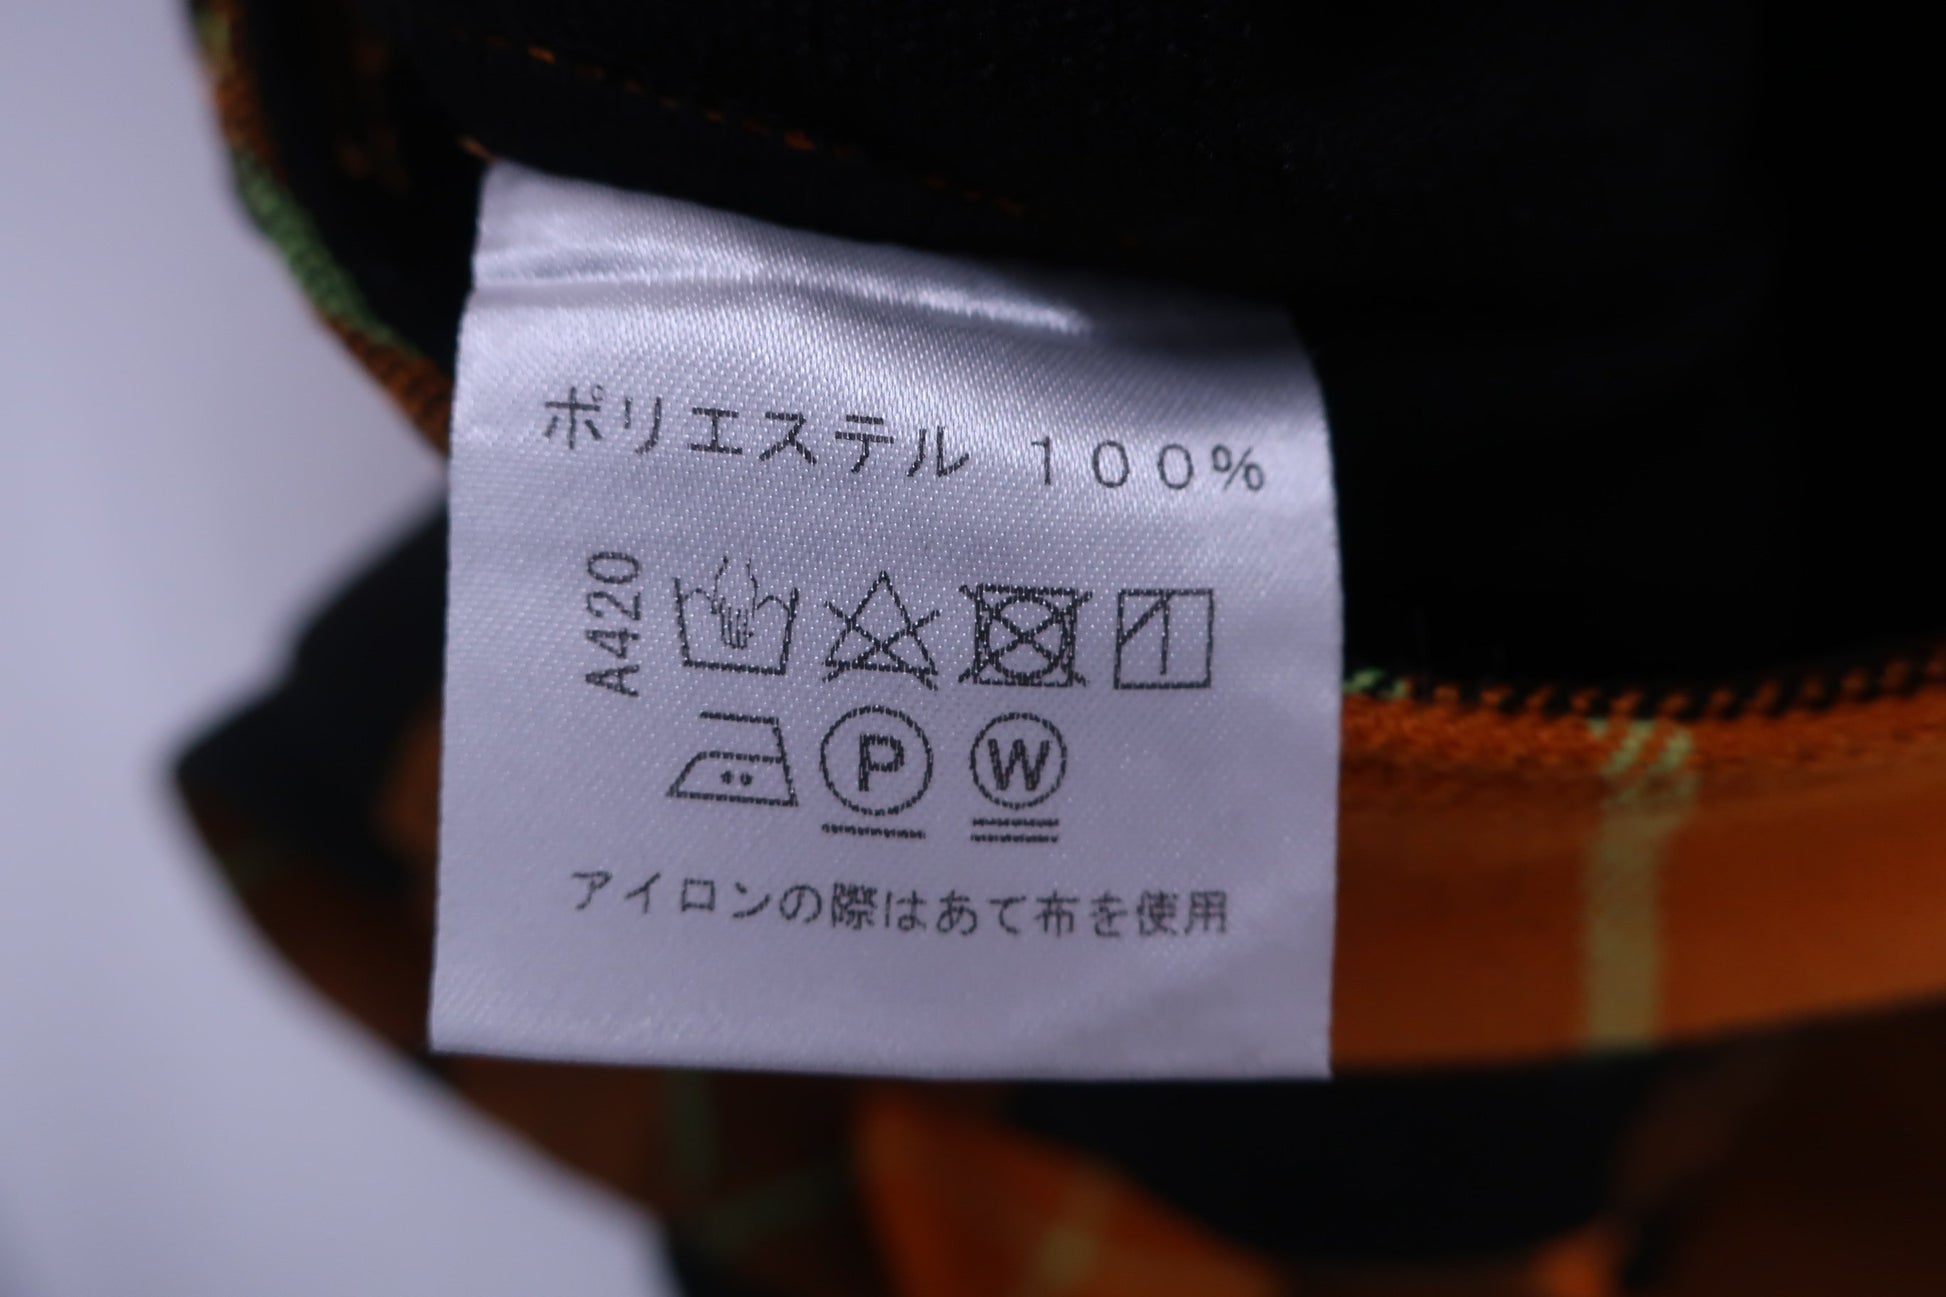 ポリエステル 100%
A420
P W
アイロンの際はあて布を使用